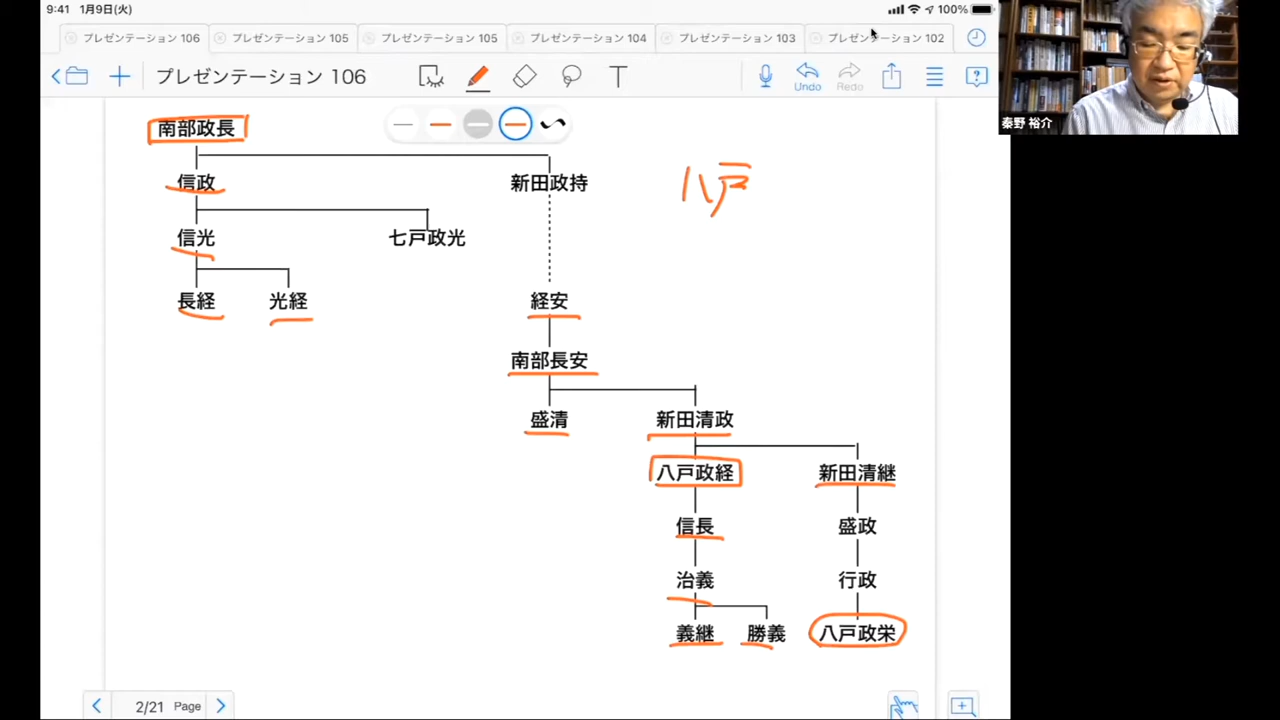 9:41 1月9日(火)
100%
プレゼンテーション 106
プレゼンテーション 105
プレゼンテーション 105
プレゼンテーション 104
プレゼンテーション 103
プレゼンテーション 102
プレゼンテーション 106
T
Undo
Redo
秦野 裕介
南部政長
信政
新田政持
八戸
信光
七戸政光
長経
光経
経安
南部長安
盛清
新田清政
八戸政経
新田清継
信長
盛政
治義
行政
義継
勝義
八戸政栄
2/21 Page